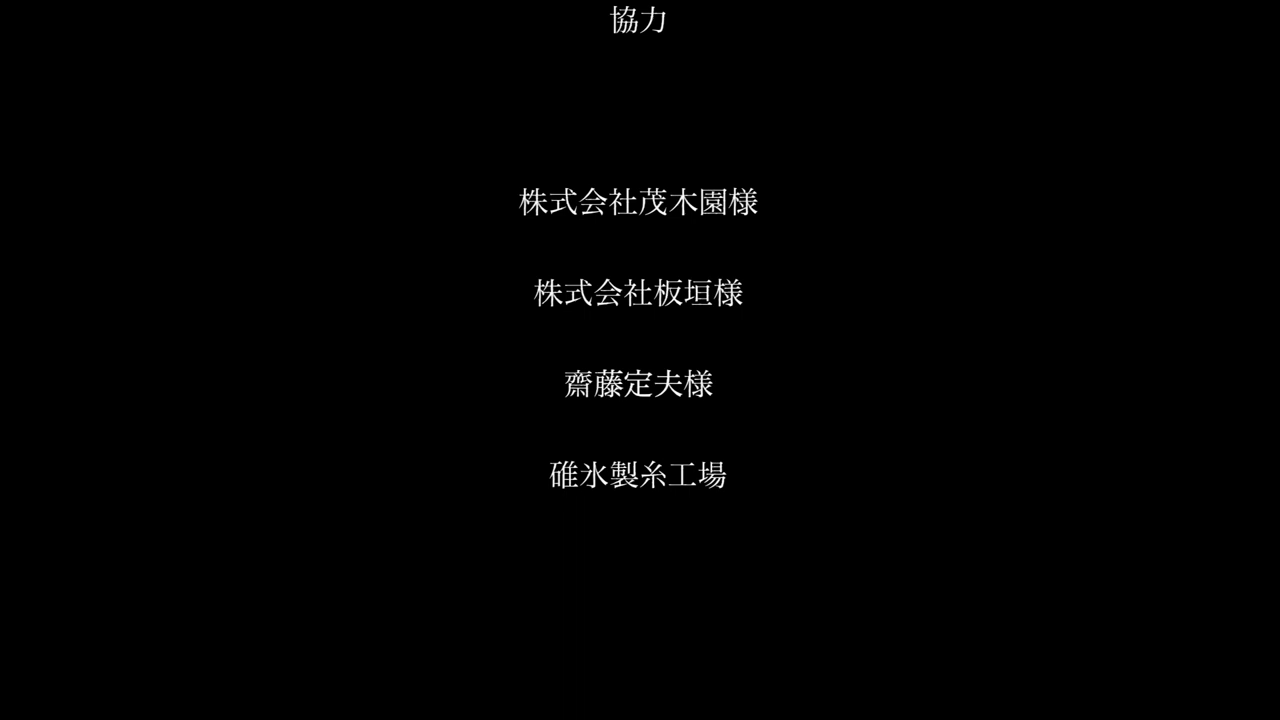 協力
株式会社茂木園様
株式会社板垣様
齋藤定夫様
碓氷製糸工場